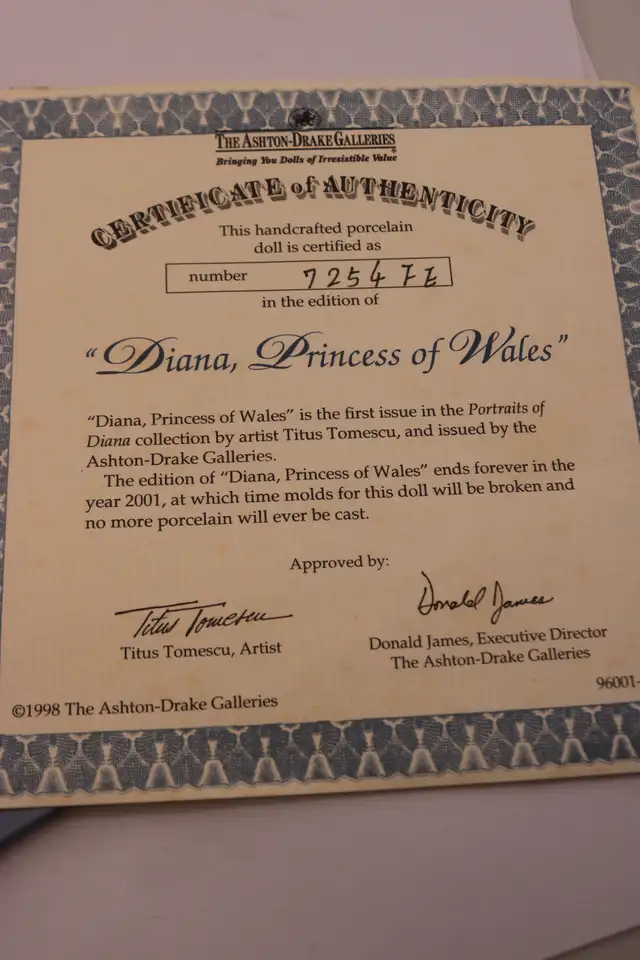 THE ASHTON-DRAKE GALLERIES®
Bringing You Dolls of Irresistible Value
CERTIFICATE of AUTHENTICITY
This handcrafted porcelain
doll is certified as
number
in the edition of
“Diana, Princess of Wales”
“Diana, Princess of Wales” is the first issue in the Portraits of
Diana collection by artist Titus Tomescu, and issued by the
Ashton-Drake Galleries.
The edition of “Diana, Princess of Wales” ends forever in the
year 2001, at which time molds for this doll will be broken and
no more porcelain will ever be cast.
Approved by:
Titus Tomescu
Donald James
Titus Tomescu, Artist
Donald James, Executive Director
The Ashton-Drake Galleries
96001-
©1998 The Ashton-Drake Galleries